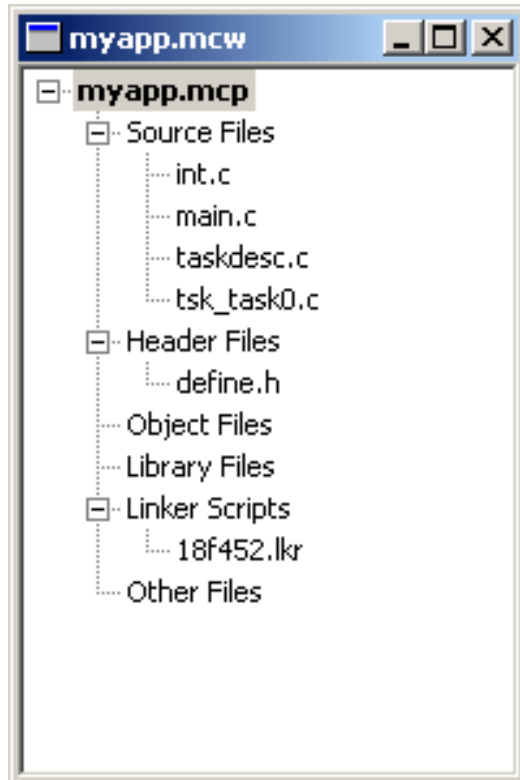 myapp.mcw
myapp.mcp
Source Files
int.c
main.c
taskdesc.c
tsk_task0.c
Header Files
define.h
Object Files
Library Files
Linker Scripts
18f452.lkr
Other Files